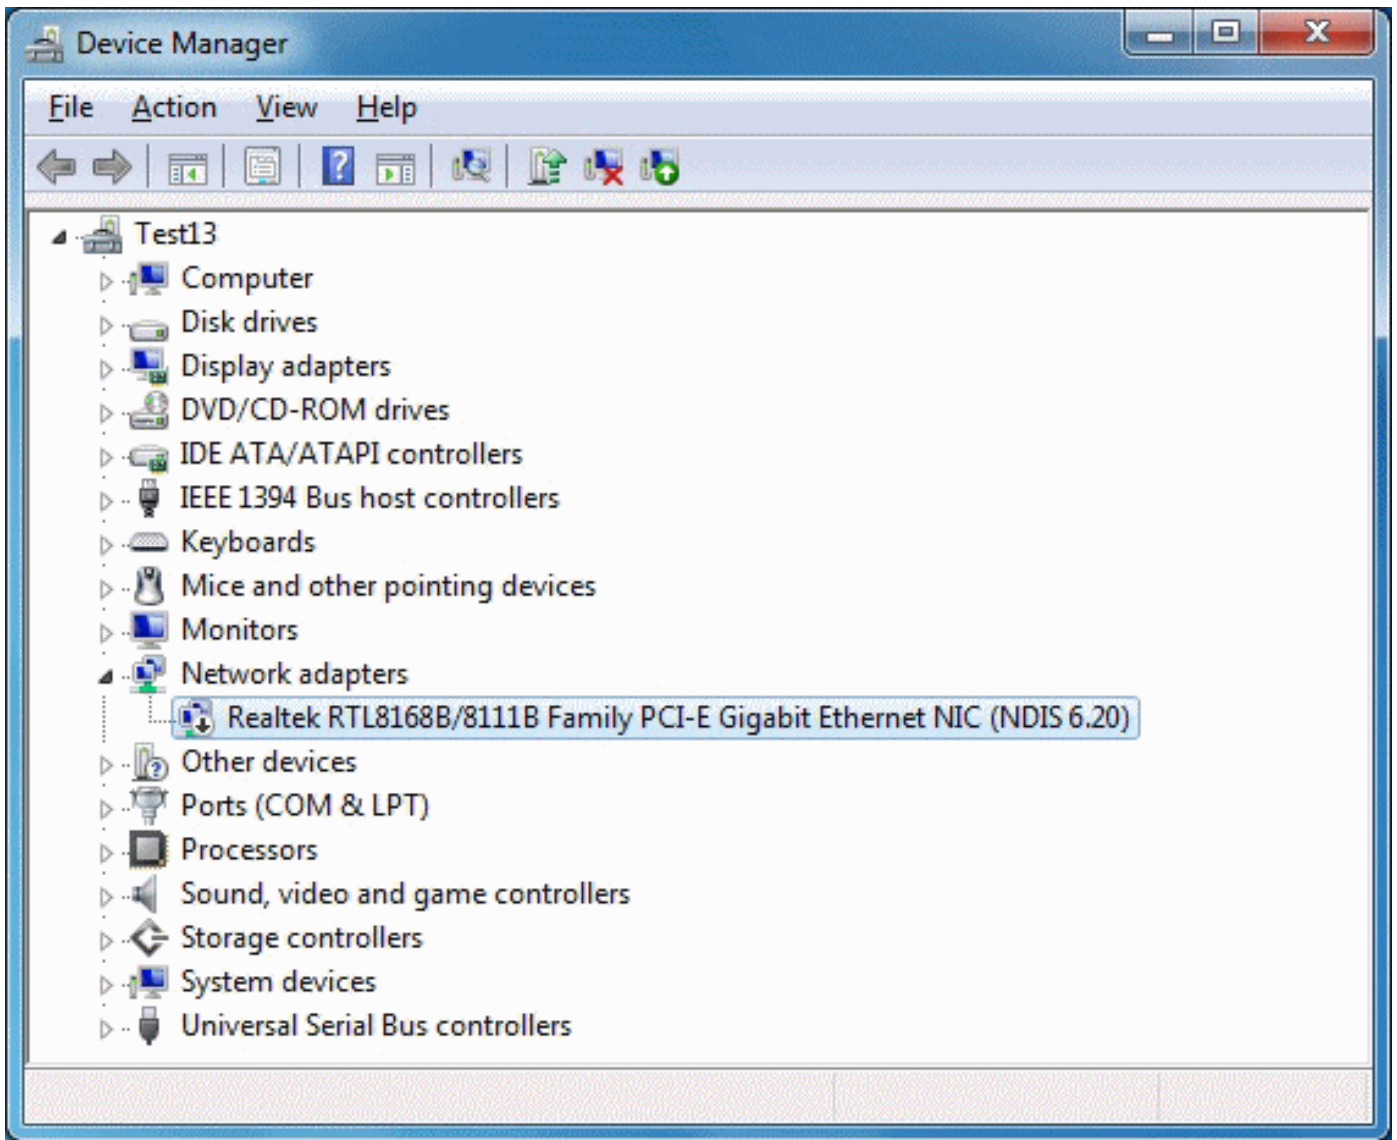 Device Manager
File Action View Help
Test13
Computer
Disk drives
Display adapters
DVD/CD-ROM drives
IDE ATA/ATAPI controllers
IEEE 1394 Bus host controllers
Keyboards
Mice and other pointing devices
Monitors
Network adapters
Realtek RTL8168B/8111B Family PCI-E Gigabit Ethernet NIC (NDIS 6.20)
Other devices
Ports (COM & LPT)
Processors
Sound, video and game controllers
Storage controllers
System devices
Universal Serial Bus controllers